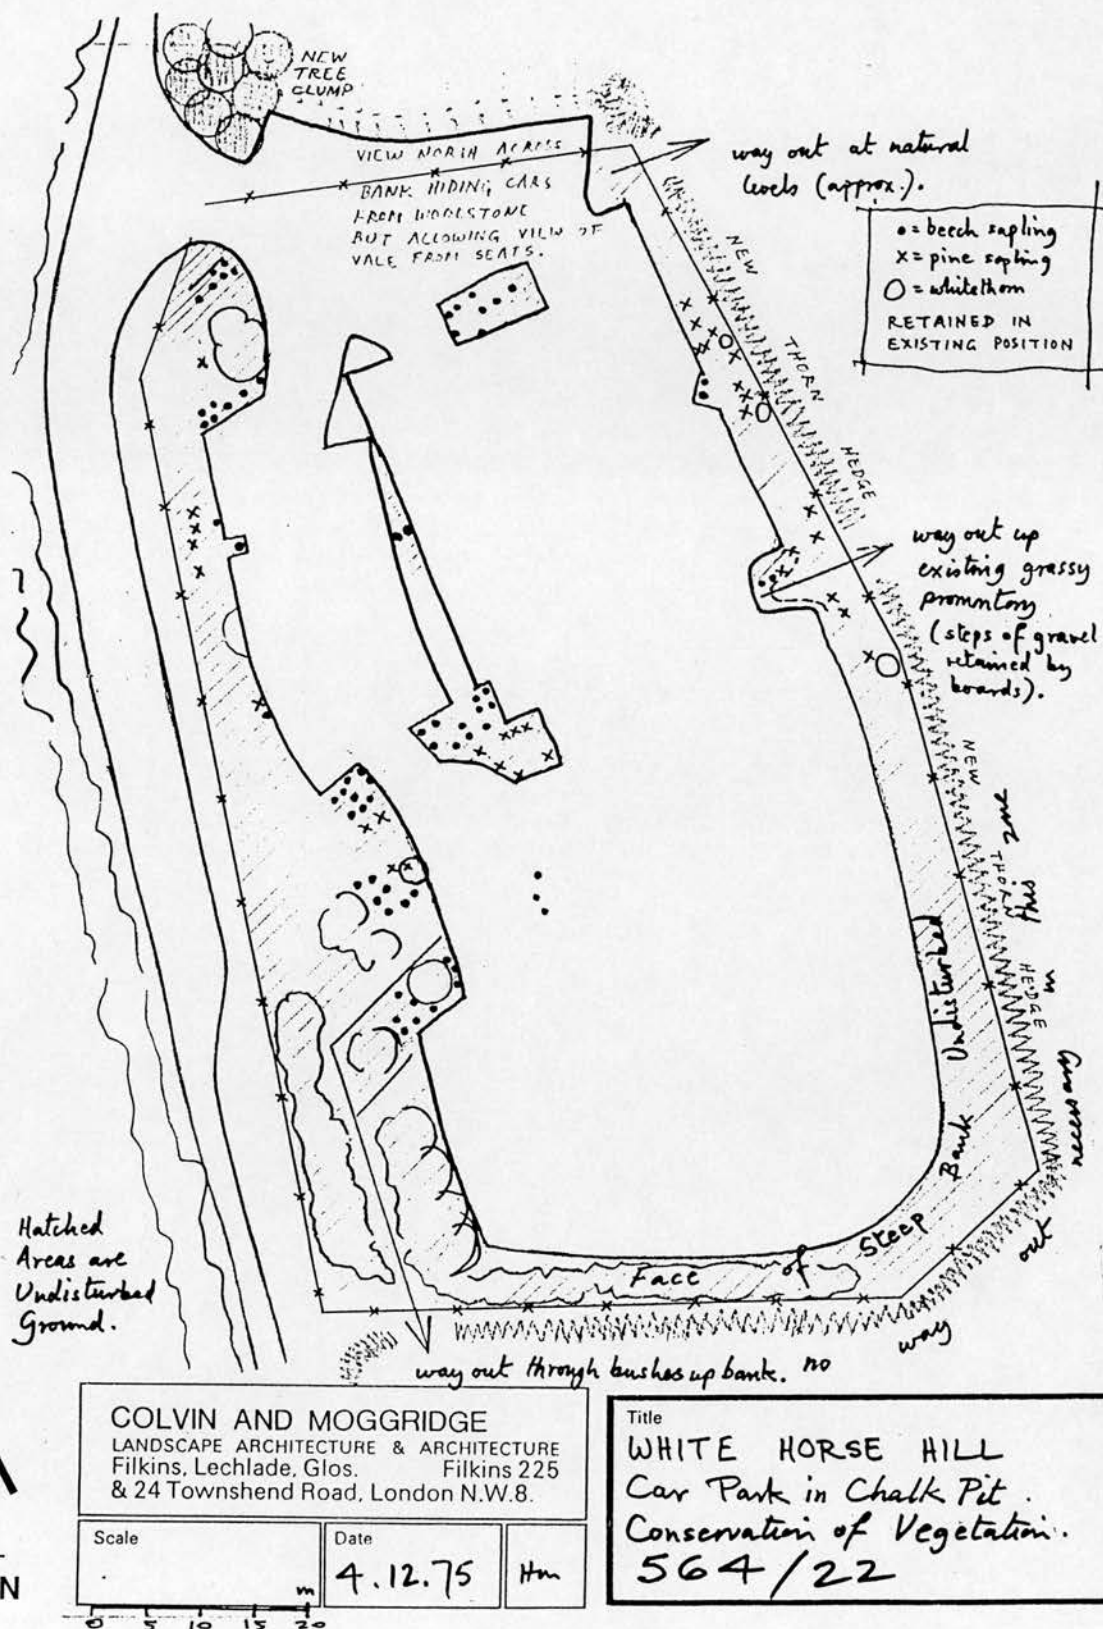 NEW
TREE
CLUMP
VIEW NORTH ACROSS
BANK HIDING CARS
FROM WOOLSTONE
BUT ALLOWING VIEW OF
VALE FROM SEATS.
way out at natural
levels (approx.).
• = beech sapling
x = pine sapling
O = whitethorn
RETAINED IN
EXISTING POSITION
NEW
THORN
HEDGE
way out up
existing grassy
promontory
(steps of gravel
retained by
boards).
NEW
THORN
HEDGE
no way out necessary in this zone
Face of Steep Bank Undisturbed
Hatched
Areas are
Undisturbed
Ground.
way out through bushes up bank.
COLVIN AND MOGGRIDGE
LANDSCAPE ARCHITECTURE & ARCHITECTURE
Filkins, Lechlade, Glos. Filkins 225
& 24 Townshend Road, London N.W.8.
Scale
m
Date
4.12.75
Hm
Title
WHITE HORSE HILL
Car Park in Chalk Pit.
Conservation of Vegetation.
564/22
N
0 5 10 15 20